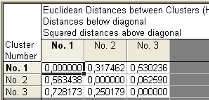 Euclidean Distances between Clusters (
Distances below diagonal
Squared distances above diagonal
Cluster Number No. 1 No. 2 No. 3
No. 1 0,000000 0,317462 0,530236
No. 2 0,563438 0,000000 0,062590
No. 3 0,728173 0,250179 0,000000